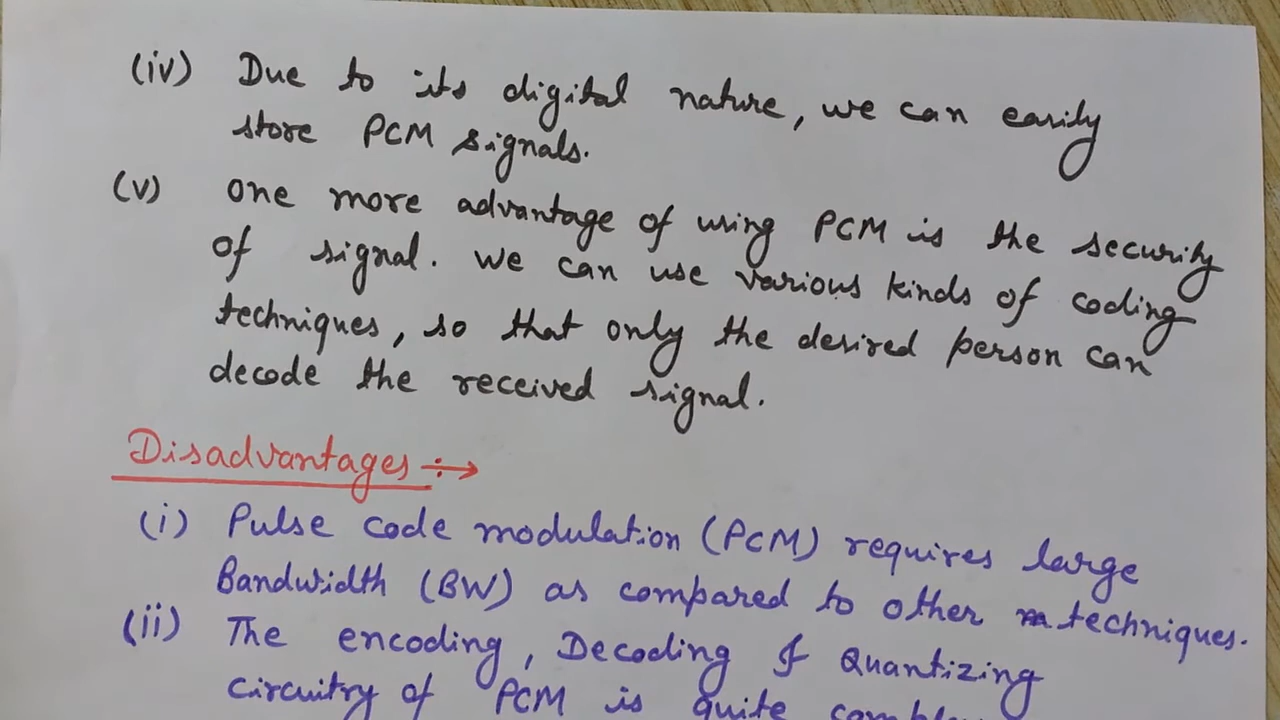 (iv) Due to its digital nature, we can easily
store PCM signals.
(v) one more advantage of using PCM is the security
of signal. we can use various kinds of coding
techniques, so that only the desired person can
decode the received signal.
Disadvantages ÷→
(i) Pulse code modulation (PCM) requires large
Bandwidth (BW) as compared to other techniques.
(ii) The encoding, Decoding & Quantizing
circuitry of PCM is quite